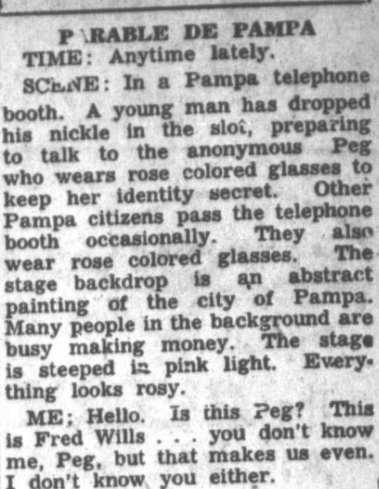 PARABLE DE PAMPA
TIME: Anytime lately.
SCENE: In a Pampa telephone
booth. A young man has dropped
his nickle in the slot, preparing
to talk to the anonymous Peg
who wears rose colored glasses to
keep her identity secret. Other
Pampa citizens pass the telephone
booth occasionally. They also
wear rose colored glasses. The
stage backdrop is an abstract
painting of the city of Pampa.
Many people in the background are
busy making money. The stage
is steeped in pink light. Every-
thing looks rosy.
ME; Hello. Is this Peg? This
is Fred Wills . . . you don't know
me, Peg, but that makes us even.
I don't know you either.